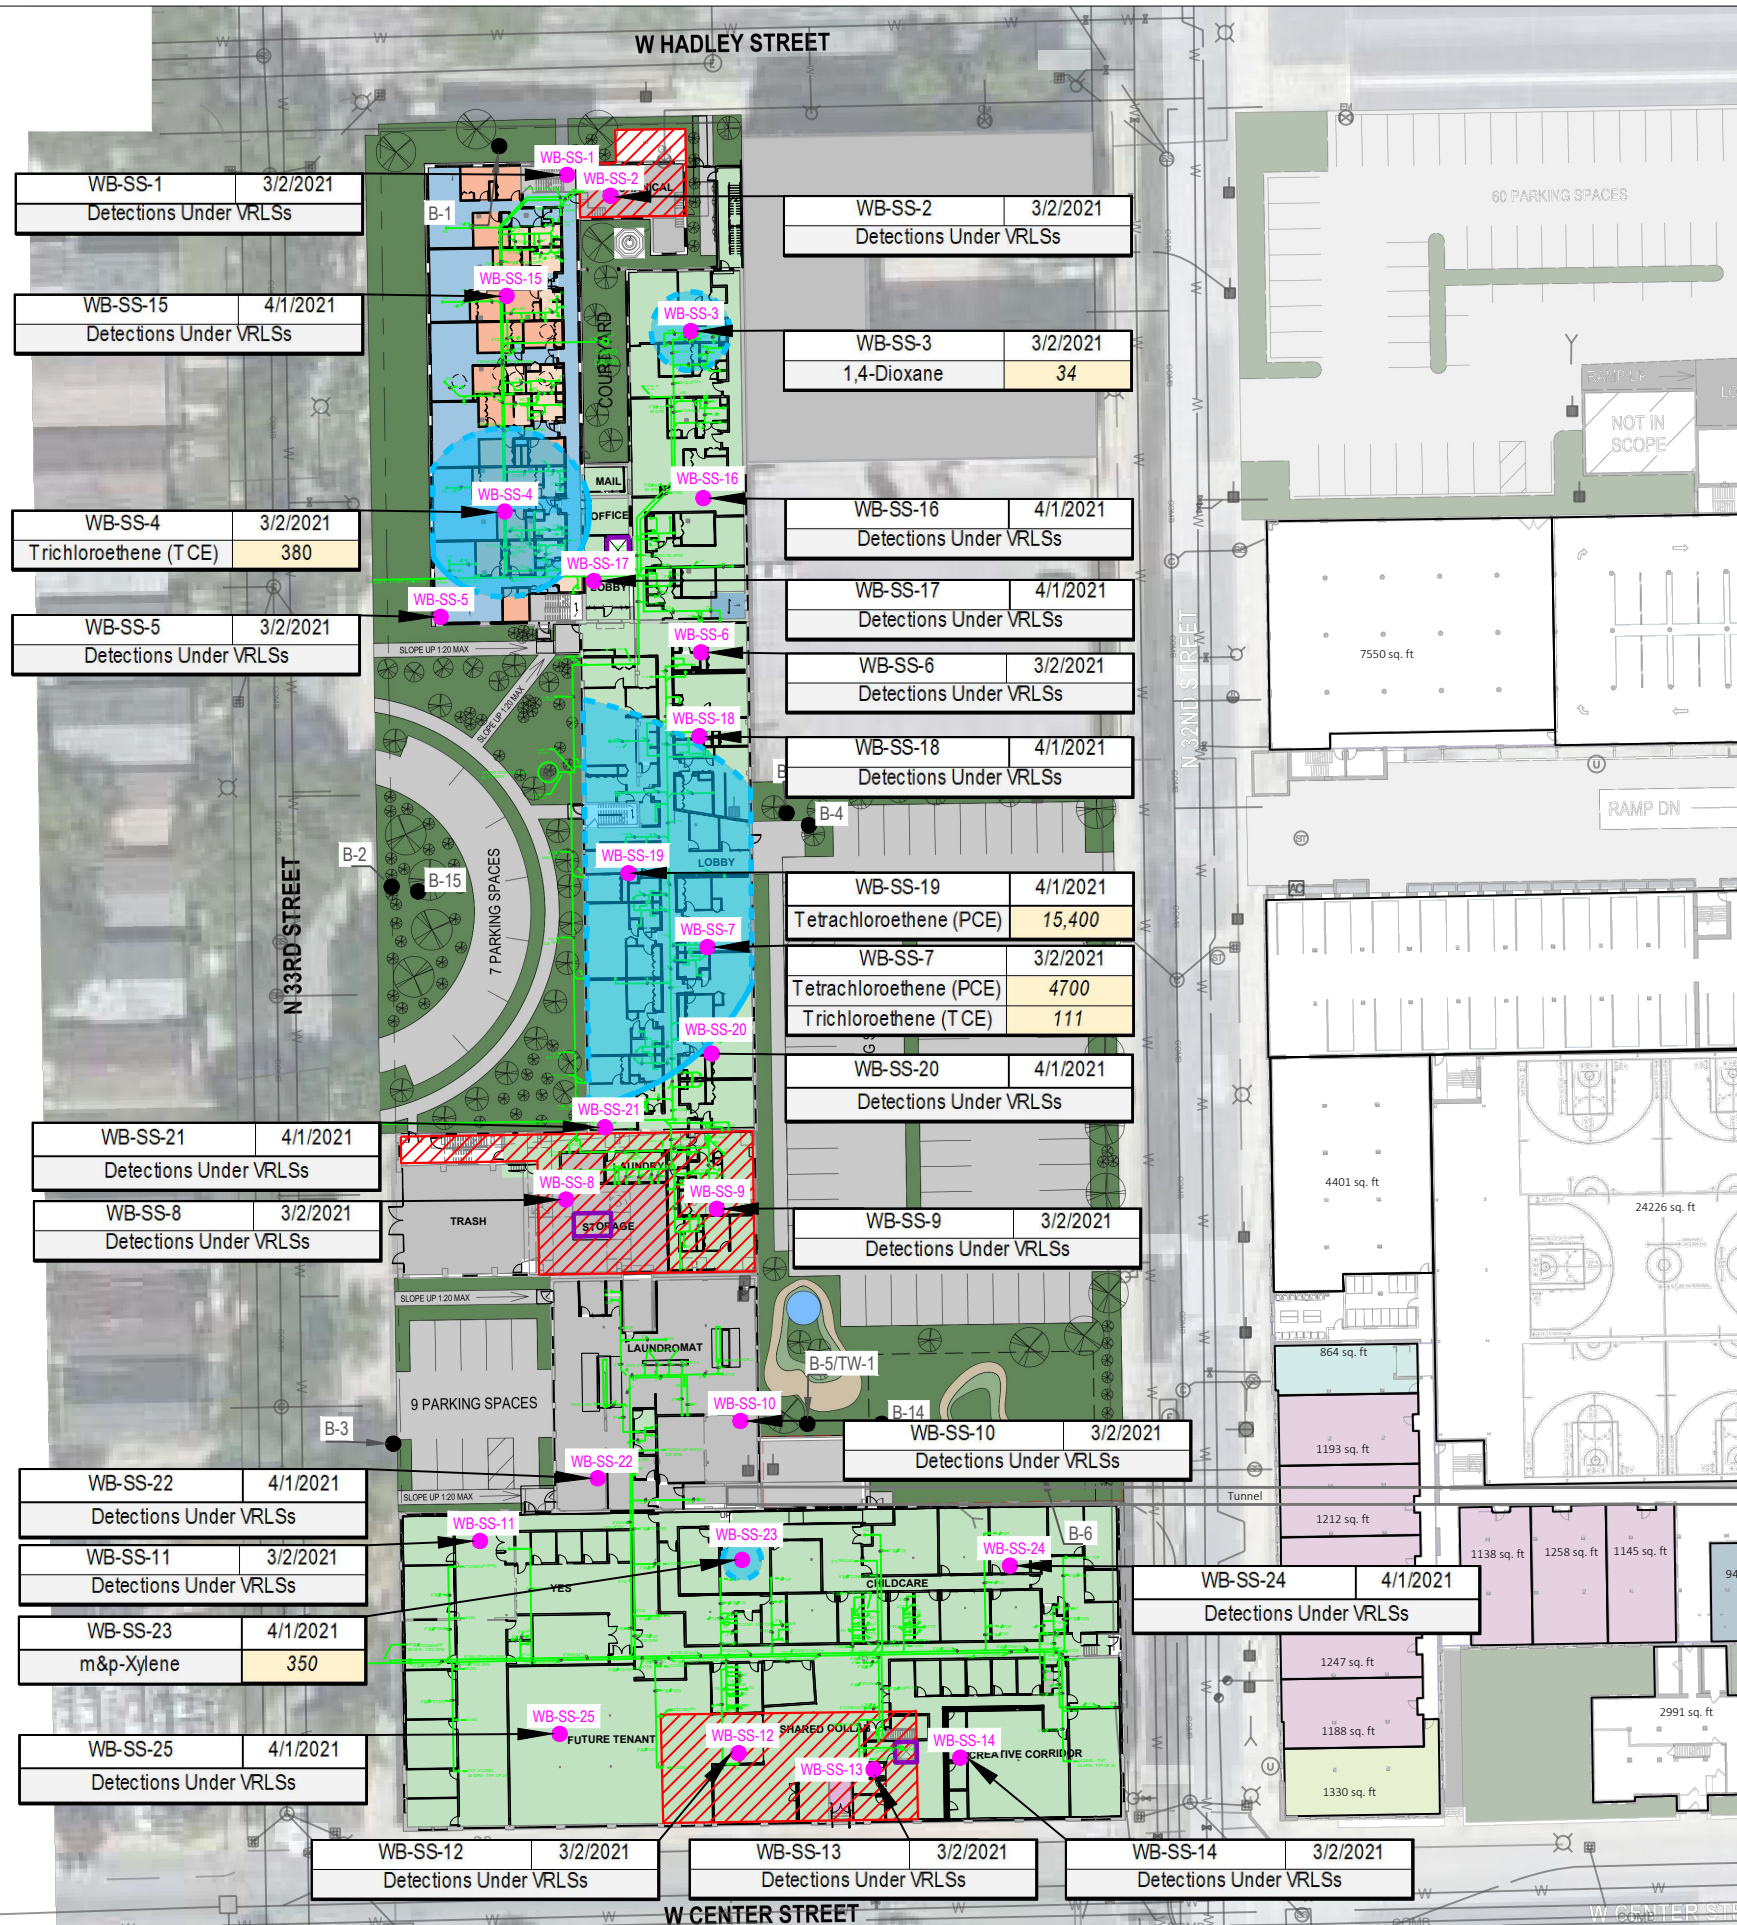 W HADLEY STREET
WB-SS-1 3/2/2021
Detections Under VRLSs
WB-SS-1
WB-SS-2
B-1
WB-SS-2 3/2/2021
Detections Under VRLSs
60 PARKING SPACES
WB-SS-15 4/1/2021
Detections Under VRLSs
WB-SS-15
WB-SS-3
COURTYARD
WB-SS-3 3/2/2021
1,4-Dioxane 34
RAMP UP
NOT IN
SCOPE
MAIL
OFFICE
WB-SS-4
WB-SS-16
WB-SS-4 3/2/2021
Trichloroethene (TCE) 380
WB-SS-16 4/1/2021
Detections Under VRLSs
WB-SS-17
LOBBY
WB-SS-17 4/1/2021
Detections Under VRLSs
WB-SS-5
WB-SS-5 3/2/2021
Detections Under VRLSs
WB-SS-6
WB-SS-6 3/2/2021
Detections Under VRLSs
SLOPE UP 1:20 MAX
SLOPE UP 1:20 MAX
N 32ND STREET
7550 sq. ft
WB-SS-18
WB-SS-18 4/1/2021
Detections Under VRLSs
RAMP DN
B-4
B-2
B-15
7 PARKING SPACES
N 33RD STREET
WB-SS-19
LOBBY
WB-SS-19 4/1/2021
Tetrachloroethene (PCE) 15,400
WB-SS-7
WB-SS-7 3/2/2021
Tetrachloroethene (PCE) 4700
Trichloroethene (TCE) 111
WB-SS-20
WB-SS-20 4/1/2021
Detections Under VRLSs
WB-SS-21
WB-SS-21 4/1/2021
Detections Under VRLSs
LAUNDRY
WB-SS-8
WB-SS-9
TRASH
STORAGE
WB-SS-8 3/2/2021
Detections Under VRLSs
WB-SS-9 3/2/2021
Detections Under VRLSs
4401 sq. ft
24226 sq. ft
SLOPE UP 1:20 MAX
LAUNDROMAT
B-5/TW-1
864 sq. ft
9 PARKING SPACES
WB-SS-10
B-14
B-3
WB-SS-10 3/2/2021
Detections Under VRLSs
1193 sq. ft
WB-SS-22
WB-SS-22 4/1/2021
Detections Under VRLSs
SLOPE UP 1:20 MAX
Tunnel
UP
1212 sq. ft
WB-SS-11
WB-SS-23
B-6
WB-SS-24
WB-SS-11 3/2/2021
Detections Under VRLSs
1138 sq. ft
1258 sq. ft
1145 sq. ft
YES
CHILDCARE
WB-SS-24 4/1/2021
Detections Under VRLSs
WB-SS-23 4/1/2021
m&p-Xylene 350
1247 sq. ft
WB-SS-25
FUTURE TENANT
WB-SS-12
SHARED COLLAB
WB-SS-13
WB-SS-14
CREATIVE CORRIDOR
1188 sq. ft
2991 sq. ft
WB-SS-25 4/1/2021
Detections Under VRLSs
1330 sq. ft
WB-SS-12 3/2/2021
Detections Under VRLSs
WB-SS-13 3/2/2021
Detections Under VRLSs
WB-SS-14 3/2/2021
Detections Under VRLSs
W CENTER STREET
W CENTER STR